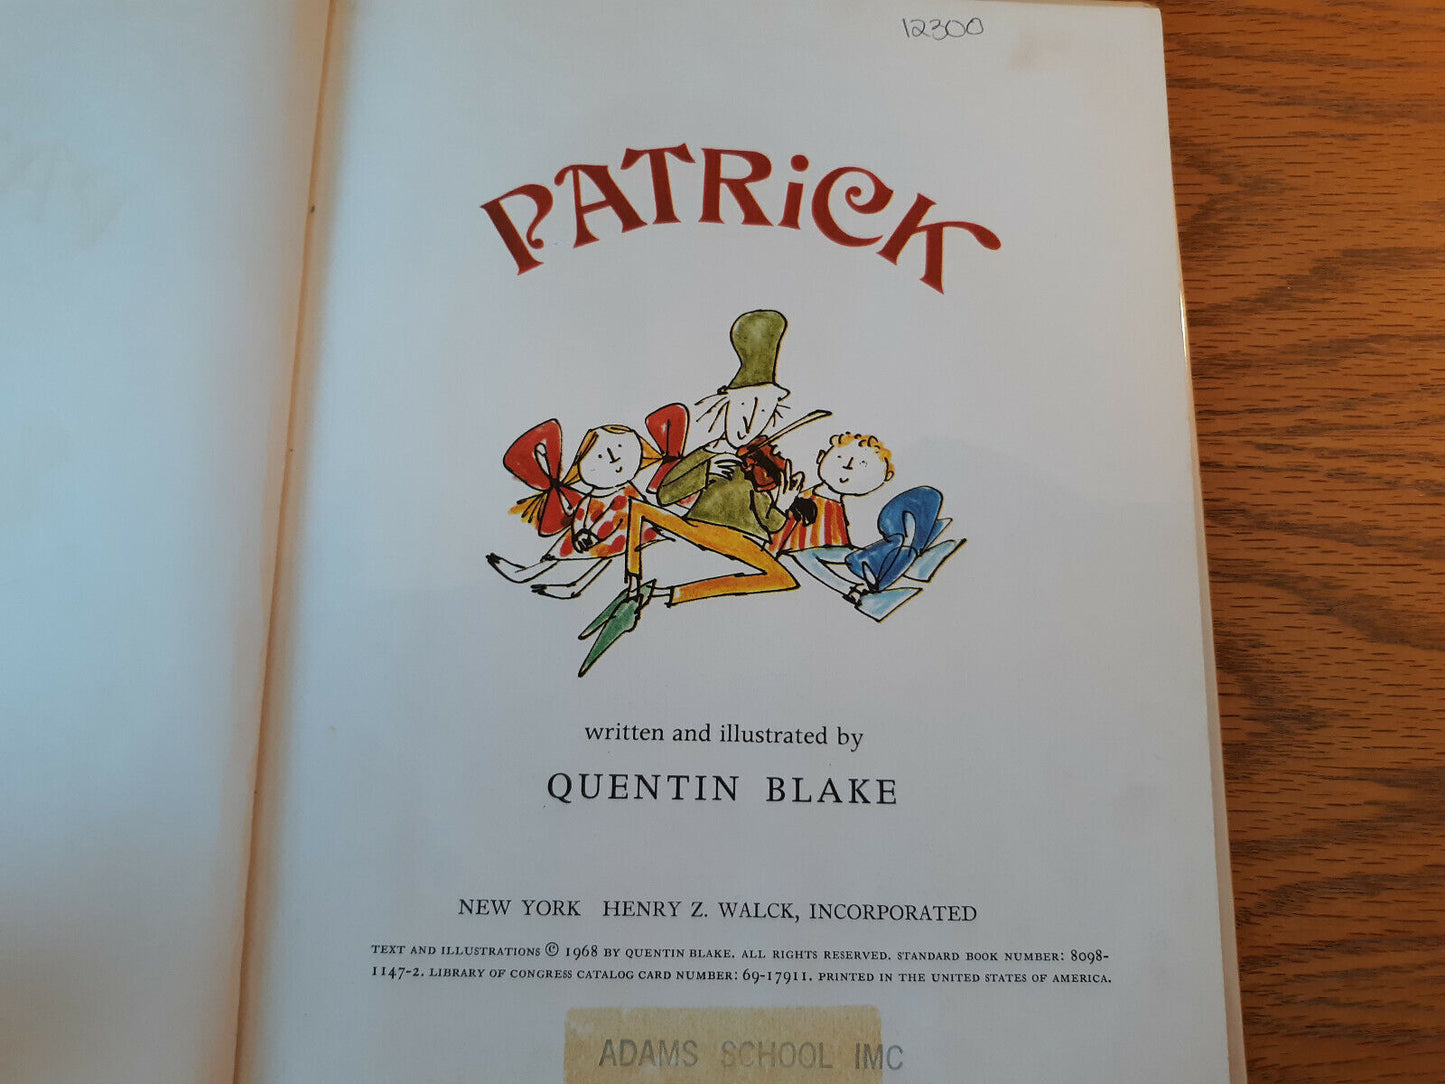 12300
PATRiCK
written and illustrated by
QUENTIN BLAKE
NEW YORK HENRY Z. WALCK, INCORPORATED
TEXT AND ILLUSTRATIONS © 1968 BY QUENTIN BLAKE. ALL RIGHTS RESERVED. STANDARD BOOK NUMBER: 8098-
1147-2. LIBRARY OF CONGRESS CATALOG CARD NUMBER: 69-17911. PRINTED IN THE UNITED STATES OF AMERICA.
ADAMS SCHOOL IMC